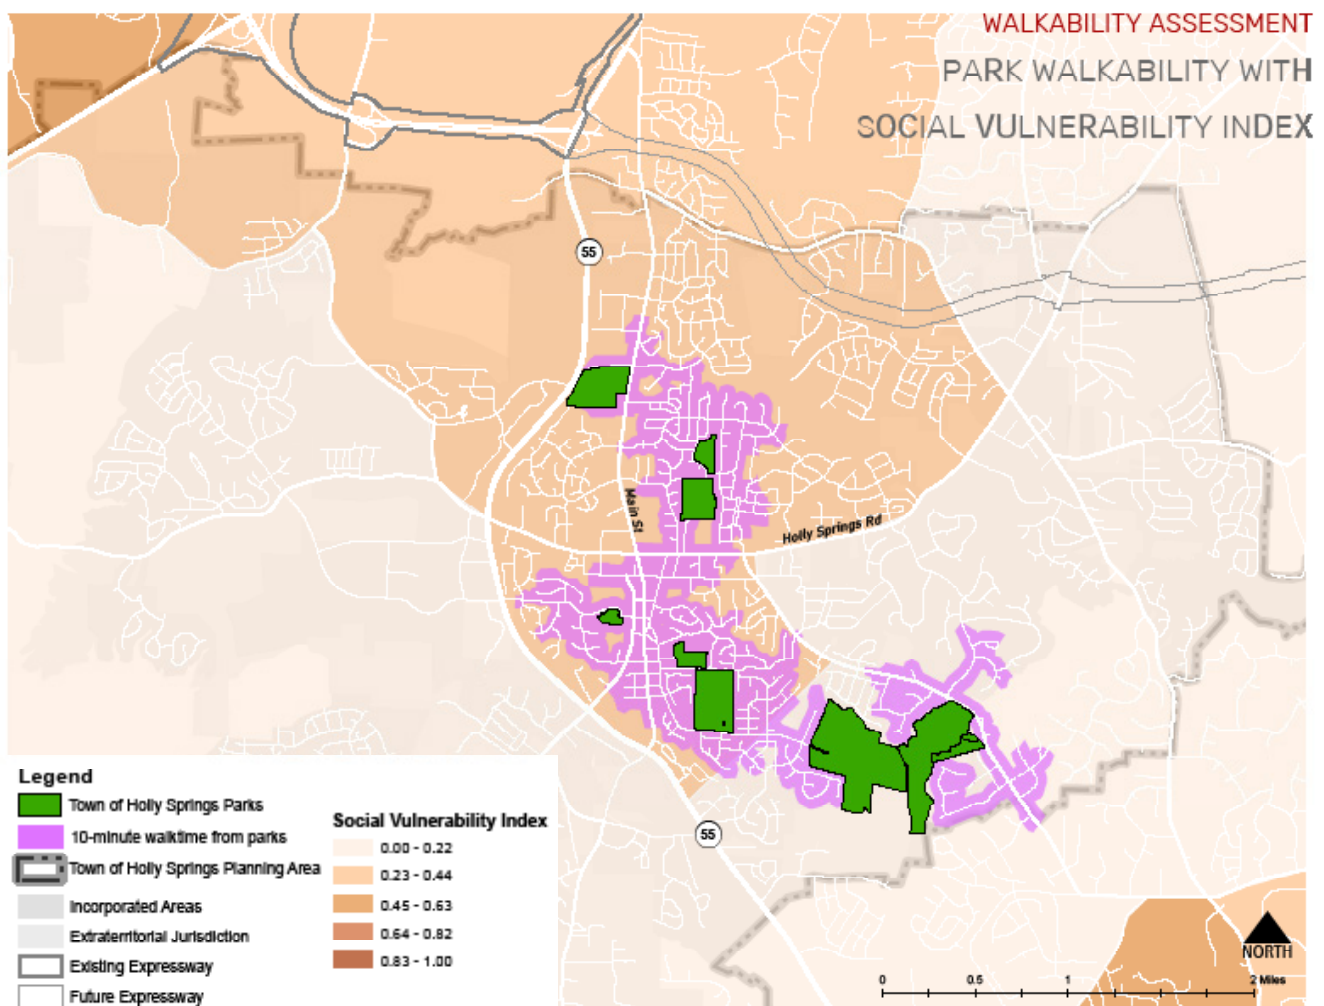 WALKABILITY ASSESSMENT
PARK WALKABILITY WITH
SOCIAL VULNERABILITY INDEX
55
Main St
Holly Springs Rd
55
Legend
Town of Holly Springs Parks
10-minute walktime from parks
Town of Holly Springs Planning Area
Incorporated Areas
Extraterritorial Jurisdiction
Existing Expressway
Future Expressway
Social Vulnerability Index
0.00 - 0.22
0.23 - 0.44
0.45 - 0.63
0.64 - 0.82
0.83 - 1.00
NORTH
0 0.5 1 2 Miles